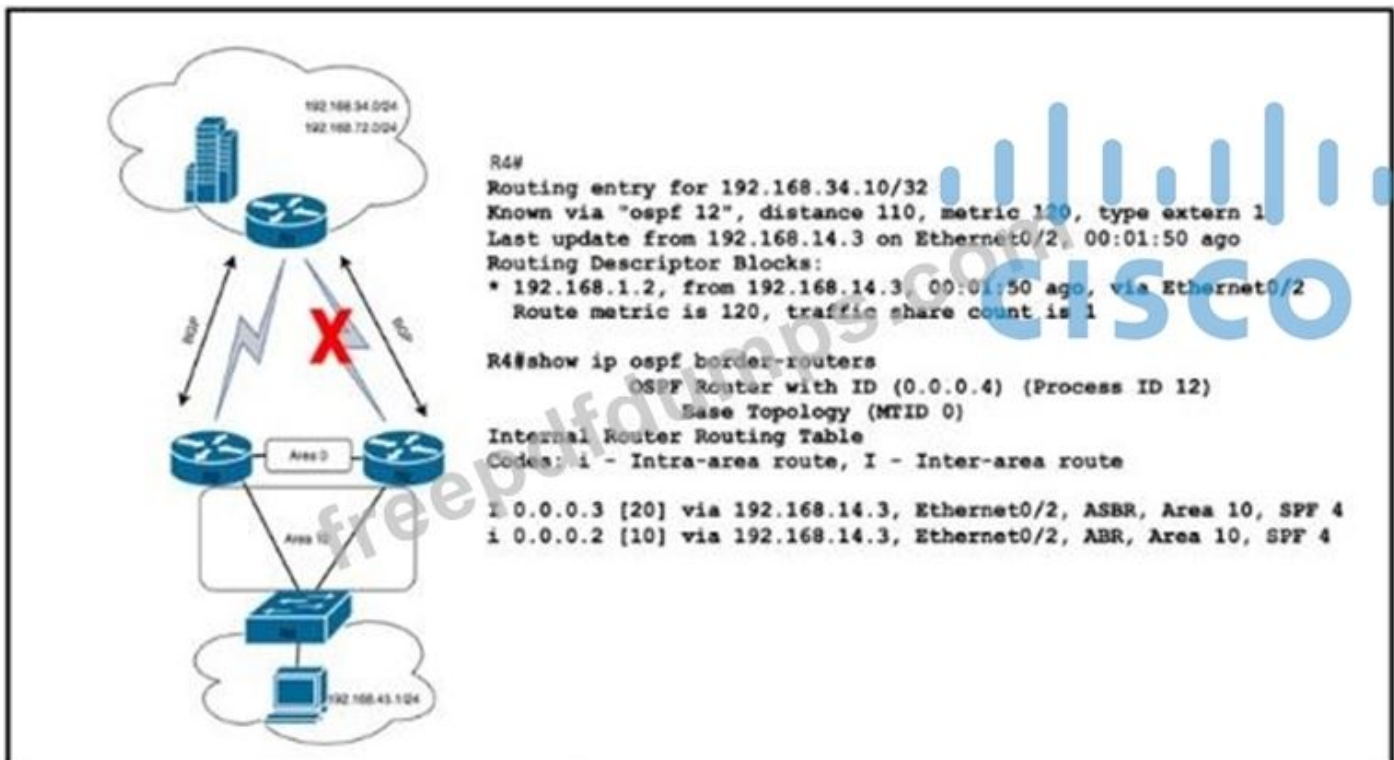 192.168.34.0/24
192.168.72.0/24
BGP
BGP
Area 0
Area 10
192.168.45.1/24
R4#
Routing entry for 192.168.34.10/32
Known via "ospf 12", distance 110, metric 120, type extern 1
Last update from 192.168.14.3 on Ethernet0/2, 00:01:50 ago
Routing Descriptor Blocks:
* 192.168.1.2, from 192.168.14.3, 00:01:50 ago, via Ethernet0/2
Route metric is 120, traffic share count is 1
R4#show ip ospf border-routers
OSPF Router with ID (0.0.0.4) (Process ID 12)
Base Topology (MTID 0)
Internal Router Routing Table
Codes: i - Intra-area route, I - Inter-area route
I 0.0.0.3 [20] via 192.168.14.3, Ethernet0/2, ASBR, Area 10, SPF 4
i 0.0.0.2 [10] via 192.168.14.3, Ethernet0/2, ABR, Area 10, SPF 4
CISCO
freepdfdumps.com